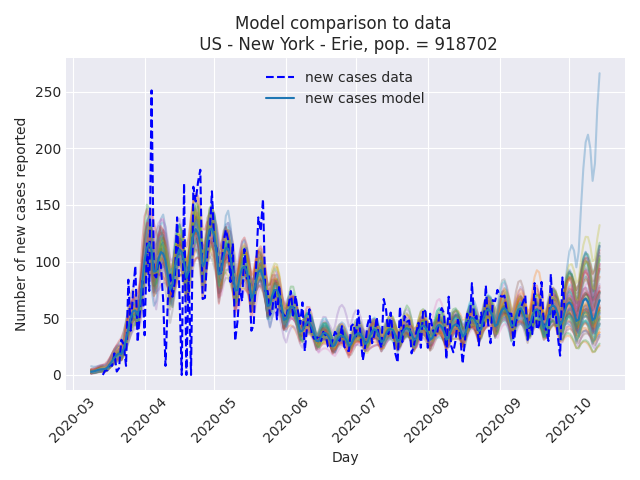 Model comparison to data
US - New York - Erie, pop. = 918702
new cases data
new cases model
Number of new cases reported
250
200
150
100
50
0
2020-03
2020-04
2020-05
2020-06
2020-07
2020-08
2020-09
2020-10
Day